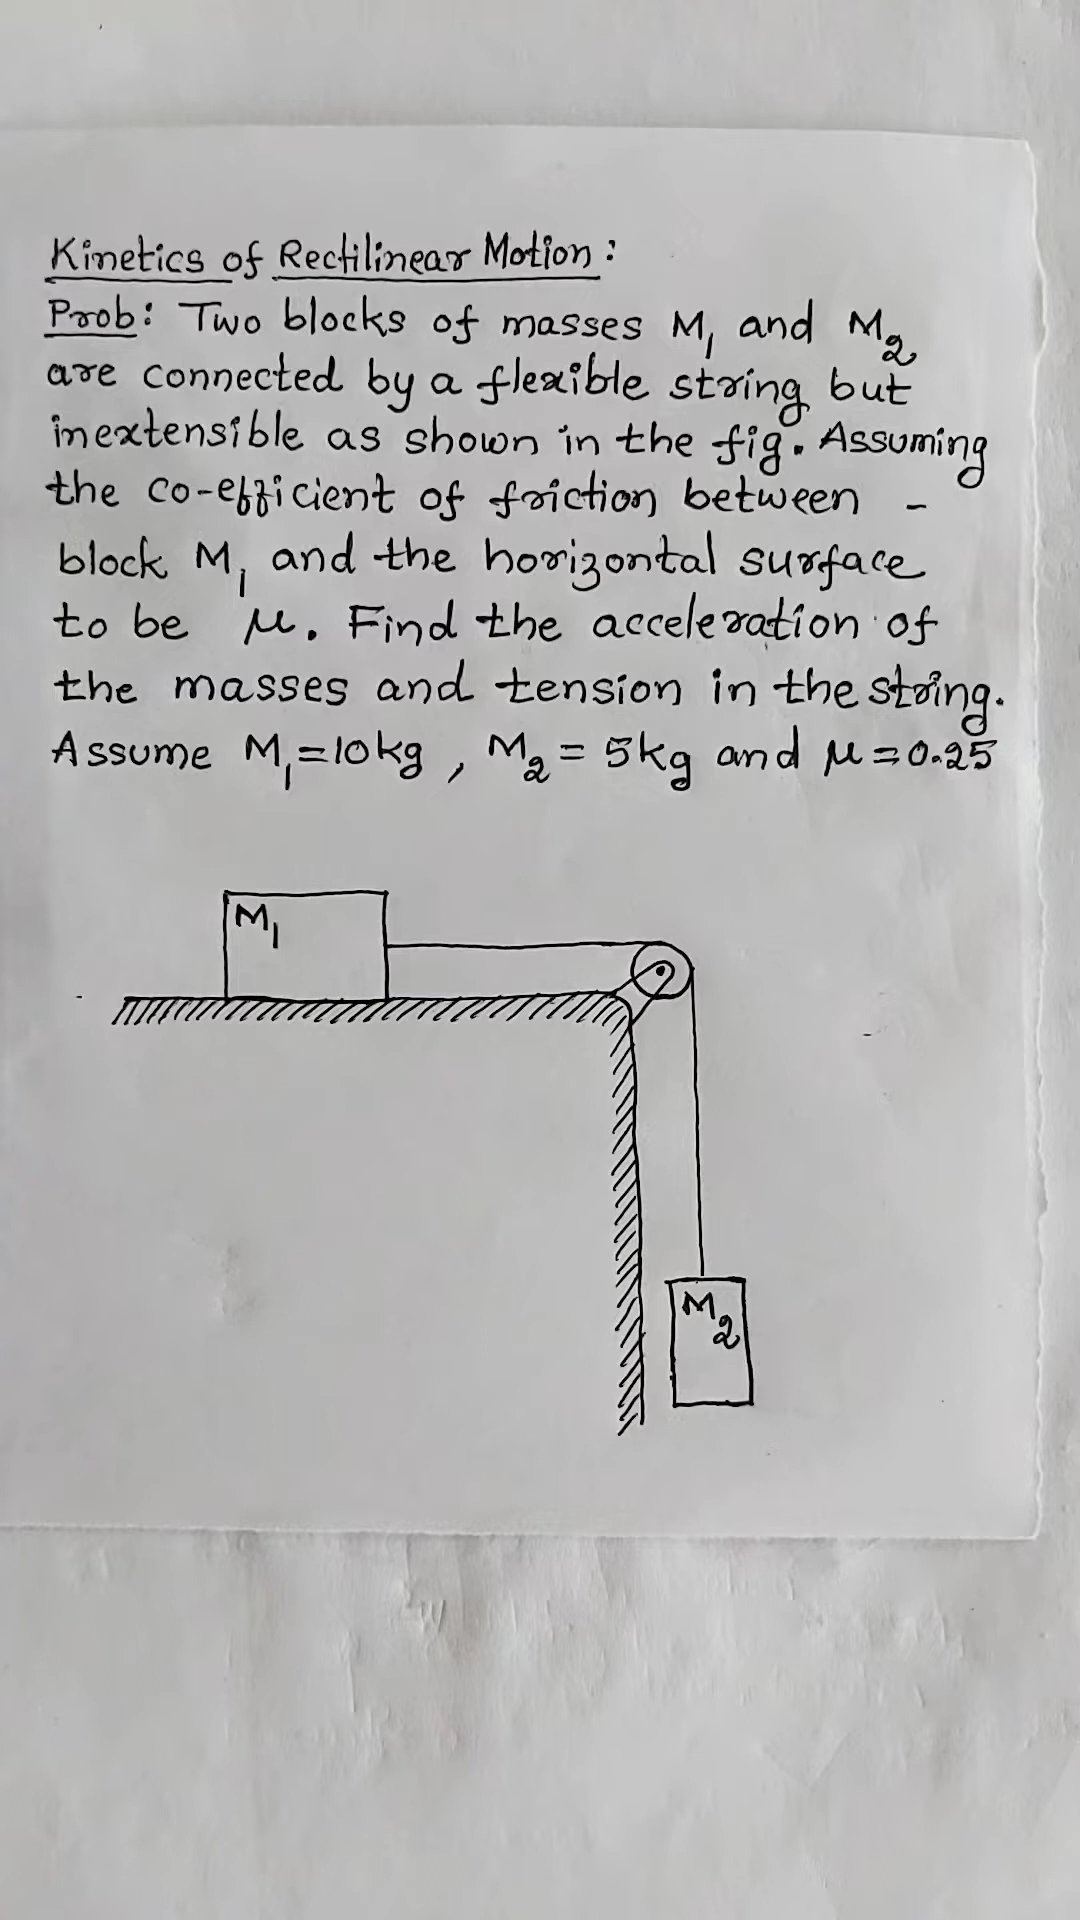 Kinetics of Rectilinear Motion:
Prob: Two blocks of masses M₁ and M₂
are connected by a flexible string but
inextensible as shown in the fig. Assuming
the co-efficient of friction between -
block M₁ and the horizontal surface
to be μ. Find the acceleration of
the masses and tension in the string.
Assume M₁=10kg, M₂ = 5kg and μ=0.25
M₁
M₂